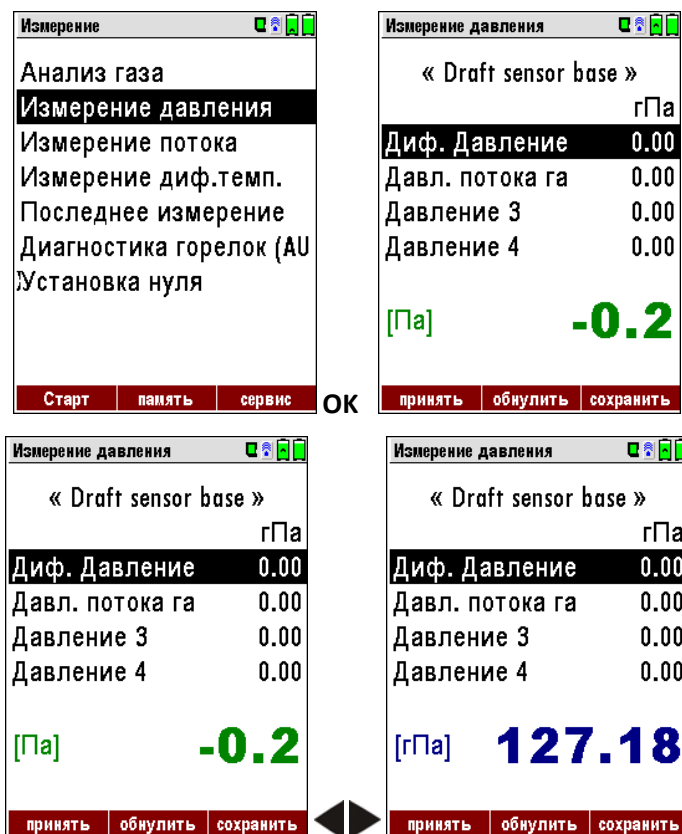 Измерение
Анализ газа
Измерение давления
Измерение потока
Измерение диф.темп.
Последнее измерение
Диагностика горелок (AU
Установка нуля
Старт память сервис
OK
Измерение давления
« Draft sensor base »
гПа
Диф. Давление 0.00
Давл. потока га 0.00
Давление 3 0.00
Давление 4 0.00
[Па] -0.2
принять обнулить сохранить
Измерение давления
« Draft sensor base »
гПа
Диф. Давление 0.00
Давл. потока га 0.00
Давление 3 0.00
Давление 4 0.00
[Па] -0.2
принять обнулить сохранить
Измерение давления
« Draft sensor base »
гПа
Диф. Давление 0.00
Давл. потока га 0.00
Давление 3 0.00
Давление 4 0.00
[гПа] 127.18
принять обнулить сохранить